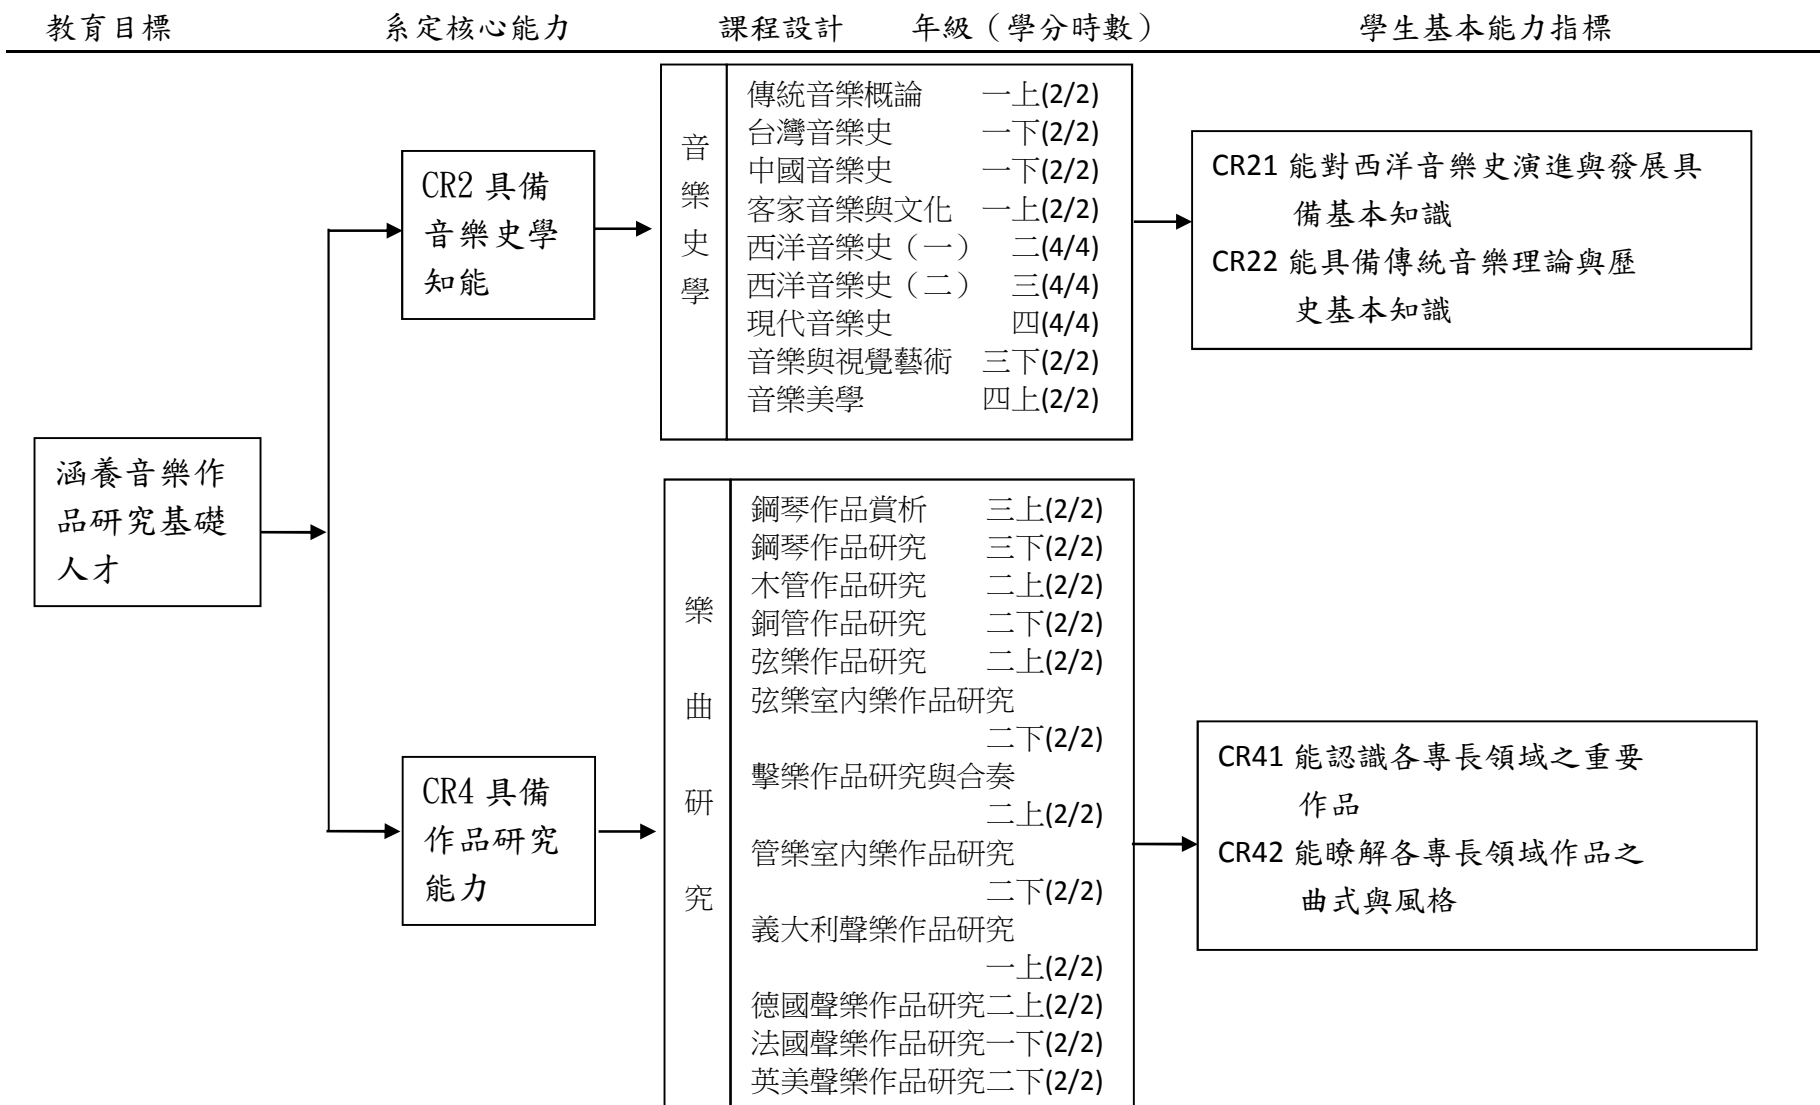 教育目標 系定核心能力 課程設計 年級（學分時數） 學生基本能力指標
涵養音樂作
品研究基礎
人才
CR2 具備
音樂史學
知能
音
樂
史
學
傳統音樂概論 一上(2/2)
台灣音樂史 一下(2/2)
中國音樂史 一下(2/2)
客家音樂與文化 一上(2/2)
西洋音樂史（一） 二(4/4)
西洋音樂史（二） 三(4/4)
現代音樂史 四(4/4)
音樂與視覺藝術 三下(2/2)
音樂美學 四上(2/2)
CR21 能對西洋音樂史演進與發展具
備基本知識
CR22 能具備傳統音樂理論與歷
史基本知識
CR4 具備
作品研究
能力
樂
曲
研
究
鋼琴作品賞析 三上(2/2)
鋼琴作品研究 三下(2/2)
木管作品研究 二上(2/2)
銅管作品研究 二下(2/2)
弦樂作品研究 二上(2/2)
弦樂室內樂作品研究
二下(2/2)
擊樂作品研究與合奏
二上(2/2)
管樂室內樂作品研究
二下(2/2)
義大利聲樂作品研究
一上(2/2)
德國聲樂作品研究二上(2/2)
法國聲樂作品研究一下(2/2)
英美聲樂作品研究二下(2/2)
CR41 能認識各專長領域之重要
作品
CR42 能瞭解各專長領域作品之
曲式與風格